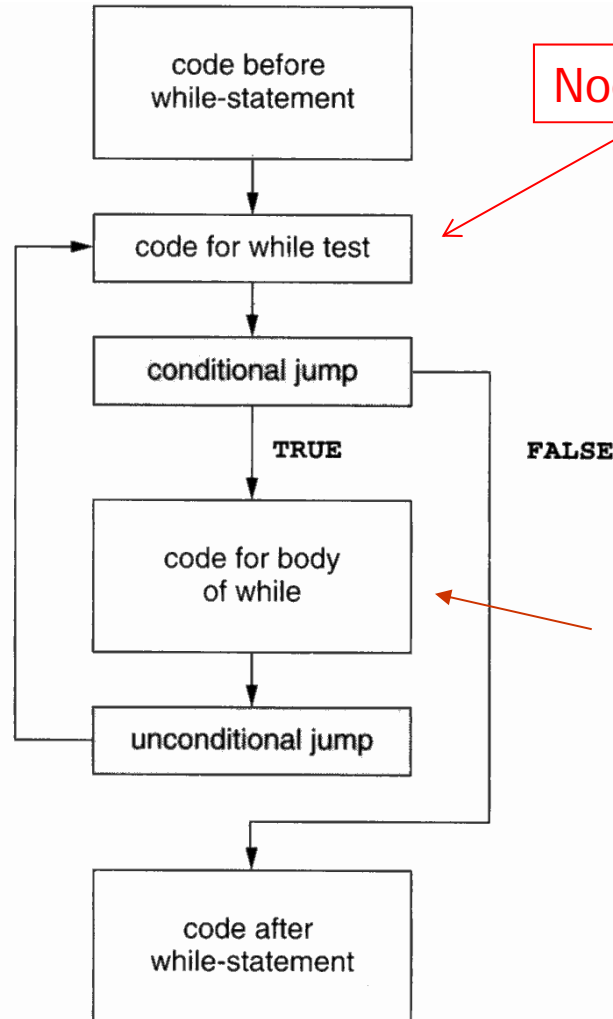 code before
while-statement
code for while test
conditional jump
TRUE
FALSE
code for body
of while
unconditional jump
code after
while-statement